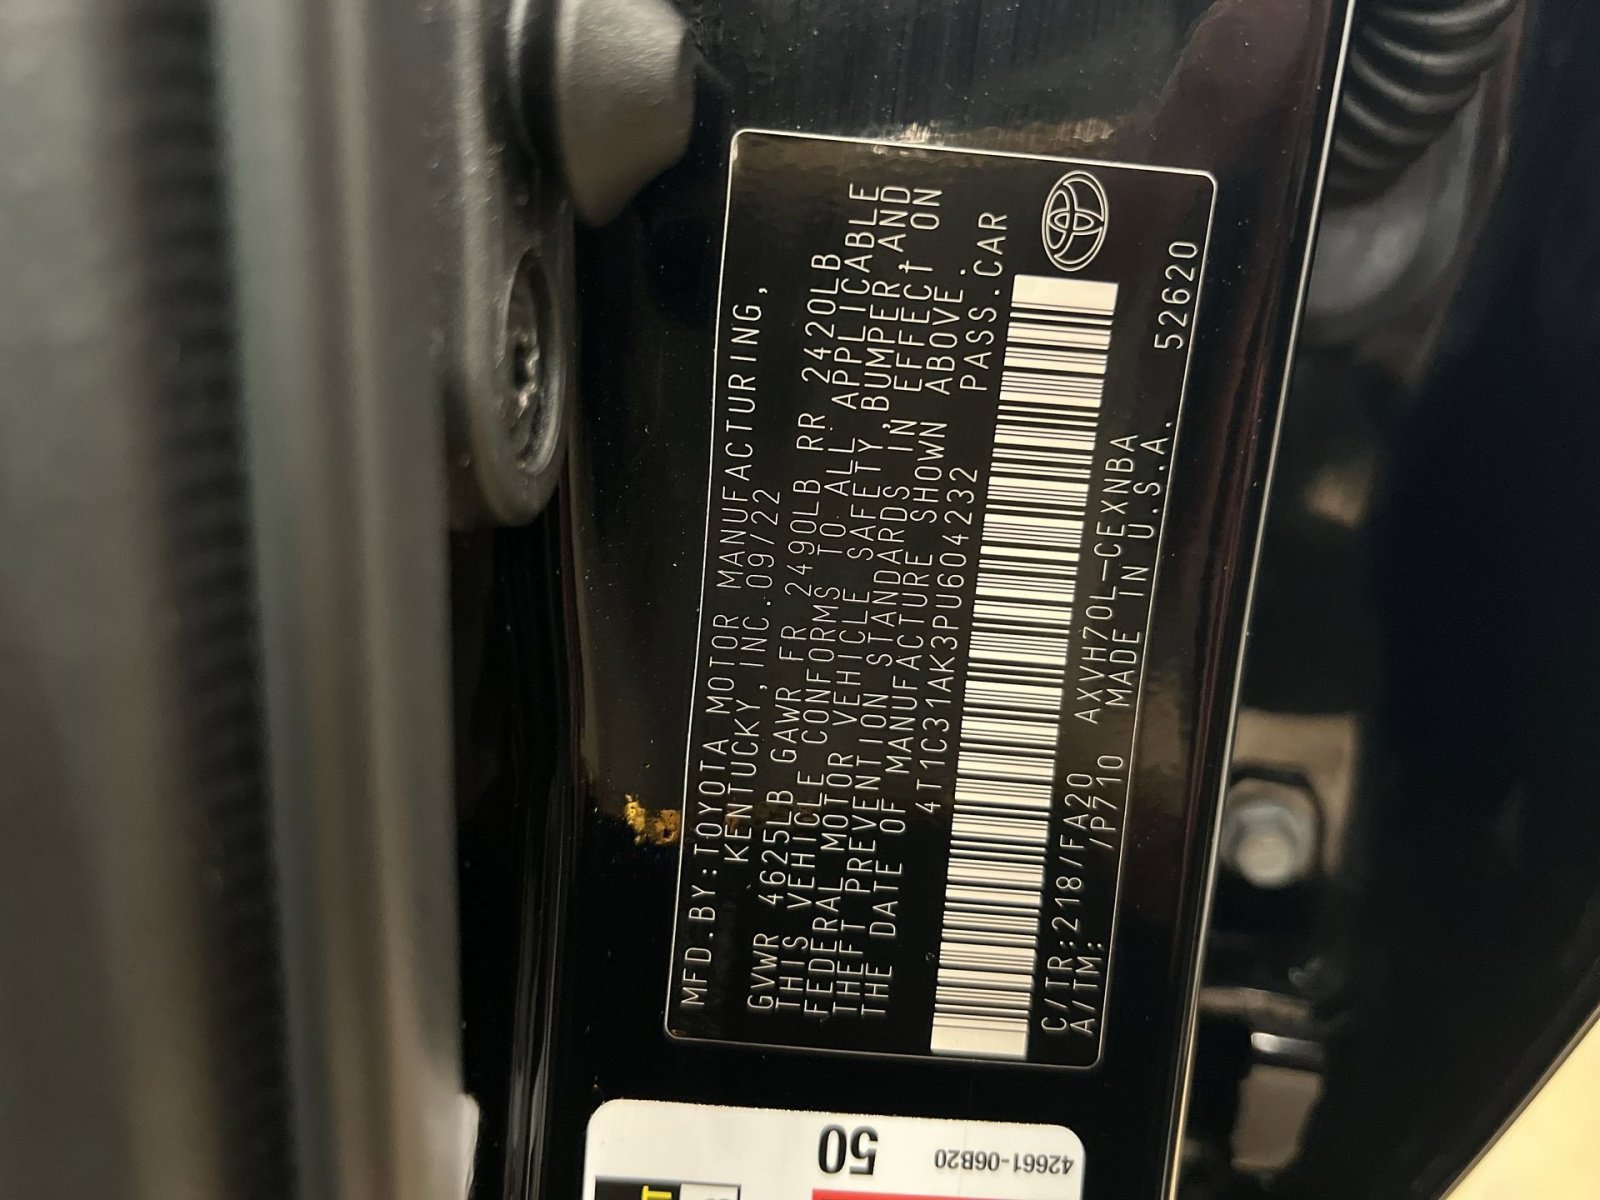 MFD.BY:TOYOTA MOTOR MANUFACTURING,
KENTUCKY,INC.09/22
GVWR 4625LB GAWR FR 2490LB RR 2420LB
THIS VEHICLE CONFORMS TO ALL APPLICABLE
FEDERAL MOTOR VEHICLE SAFETY,BUMPER,AND
THEFT PREVENTION STANDARDS IN EFFECT ON
THE DATE OF MANUFACTURE SHOWN ABOVE.
4T1C31AK3PU604232 PASS.CAR
C/TR:218/FA20 AXVH70L-CEXNBA
A/TM: /P710 MADE IN U.S.A. 52620
50
42661-06B20